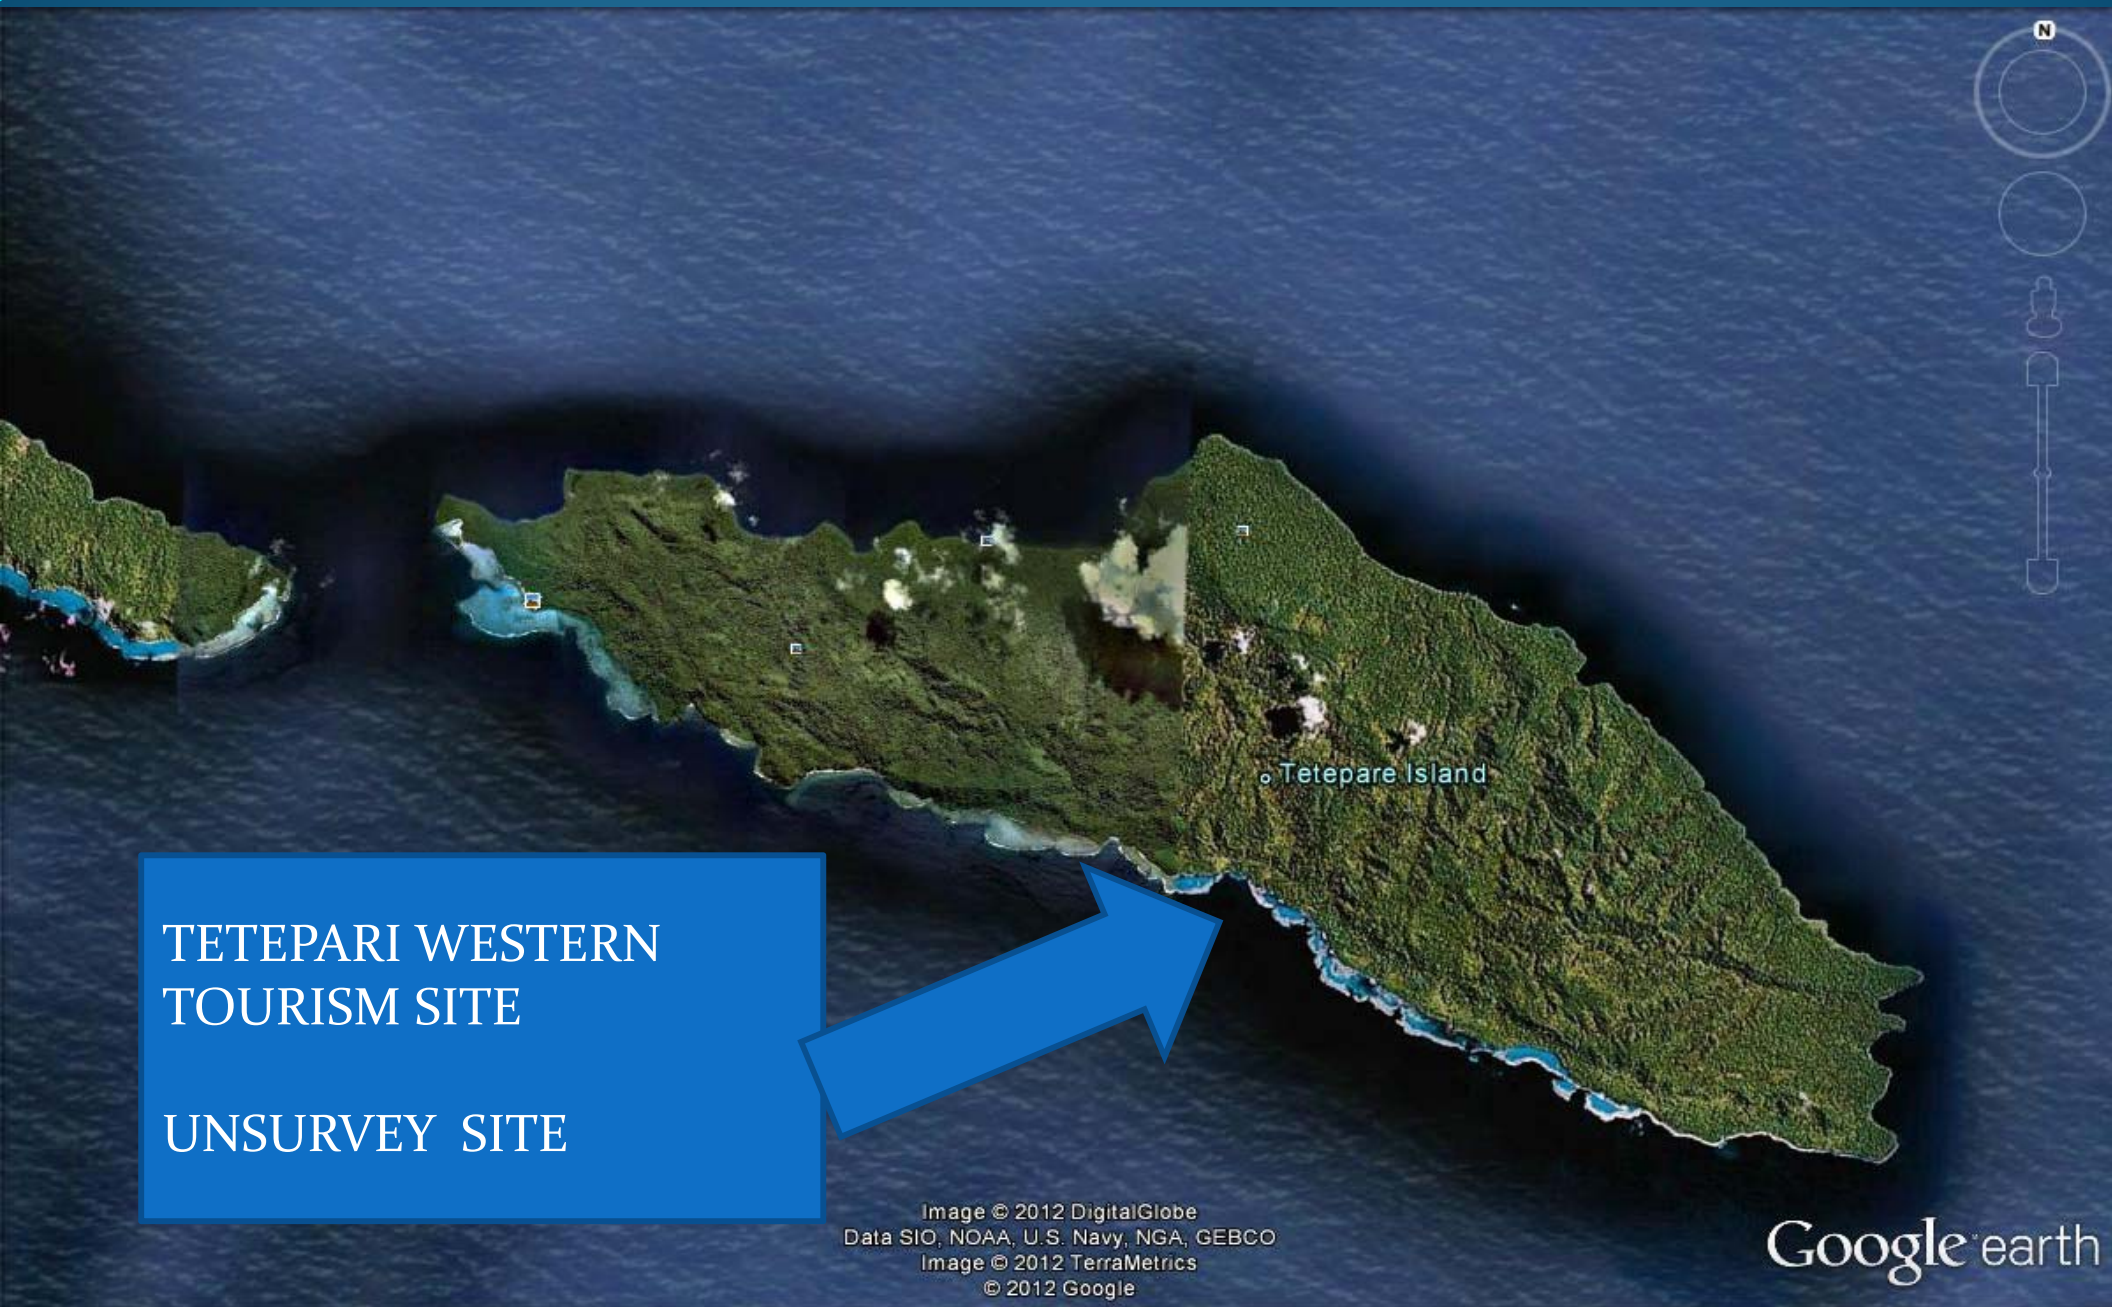 N
Tetepare Island
TETEPARI WESTERN
TOURISM SITE
UNSURVEY SITE
Image © 2012 DigitalGlobe
Data SIO, NOAA, U.S. Navy, NGA, GEBCO
Image © 2012 TerraMetrics
© 2012 Google
Google earth